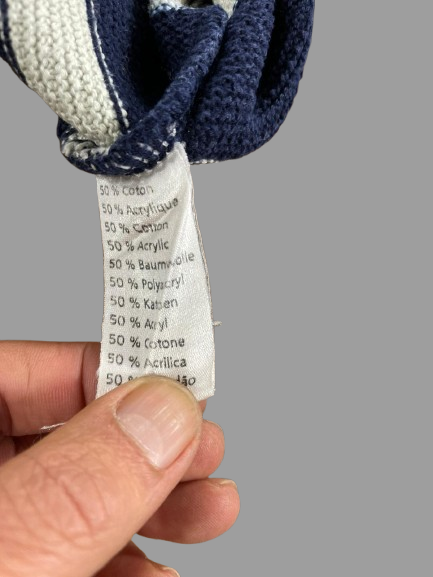 50 % Coton
50 % Acrylique
50 % Cotton
50 % Acrylic
50 % Baumwolle
50 % Polyacryl
50 % Katoen
50 % Acryl
50 % Cotone
50 % Acrilica
50 %